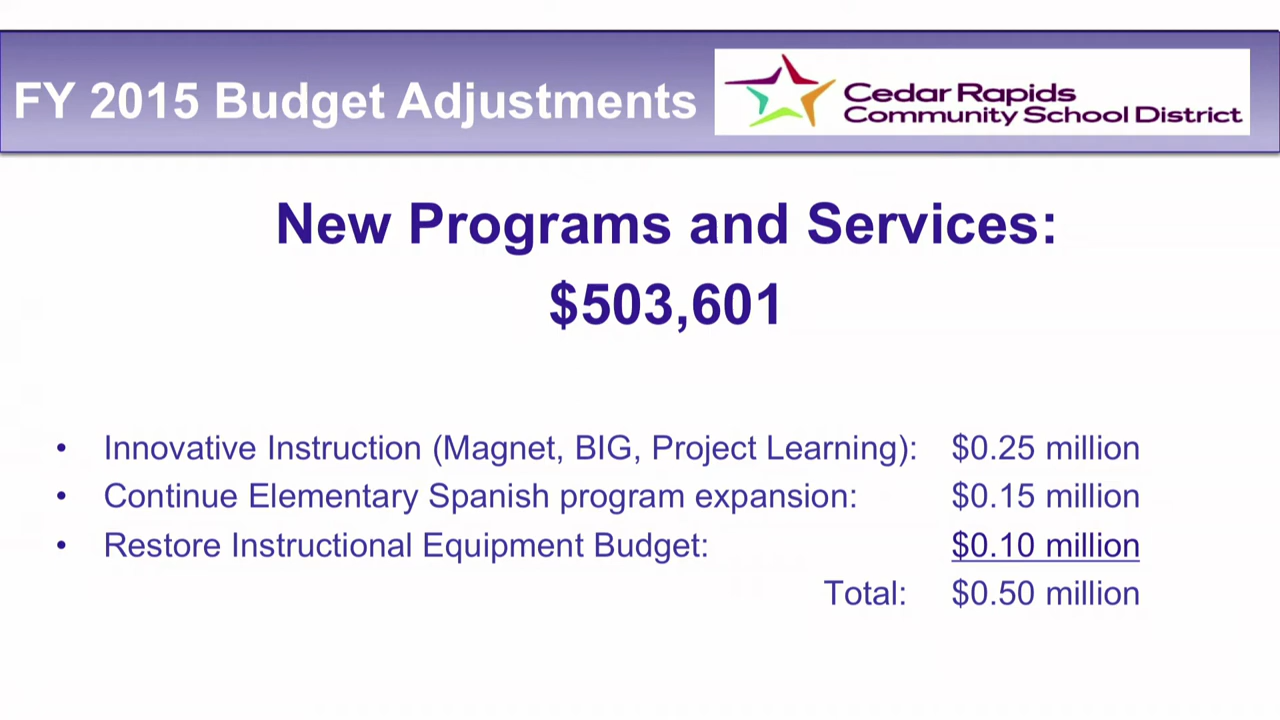 FY 2015 Budget Adjustments
Cedar Rapids
Community School District
New Programs and Services:
$503,601
• Innovative Instruction (Magnet, BIG, Project Learning): $0.25 million
• Continue Elementary Spanish program expansion: $0.15 million
• Restore Instructional Equipment Budget: $0.10 million
Total: $0.50 million